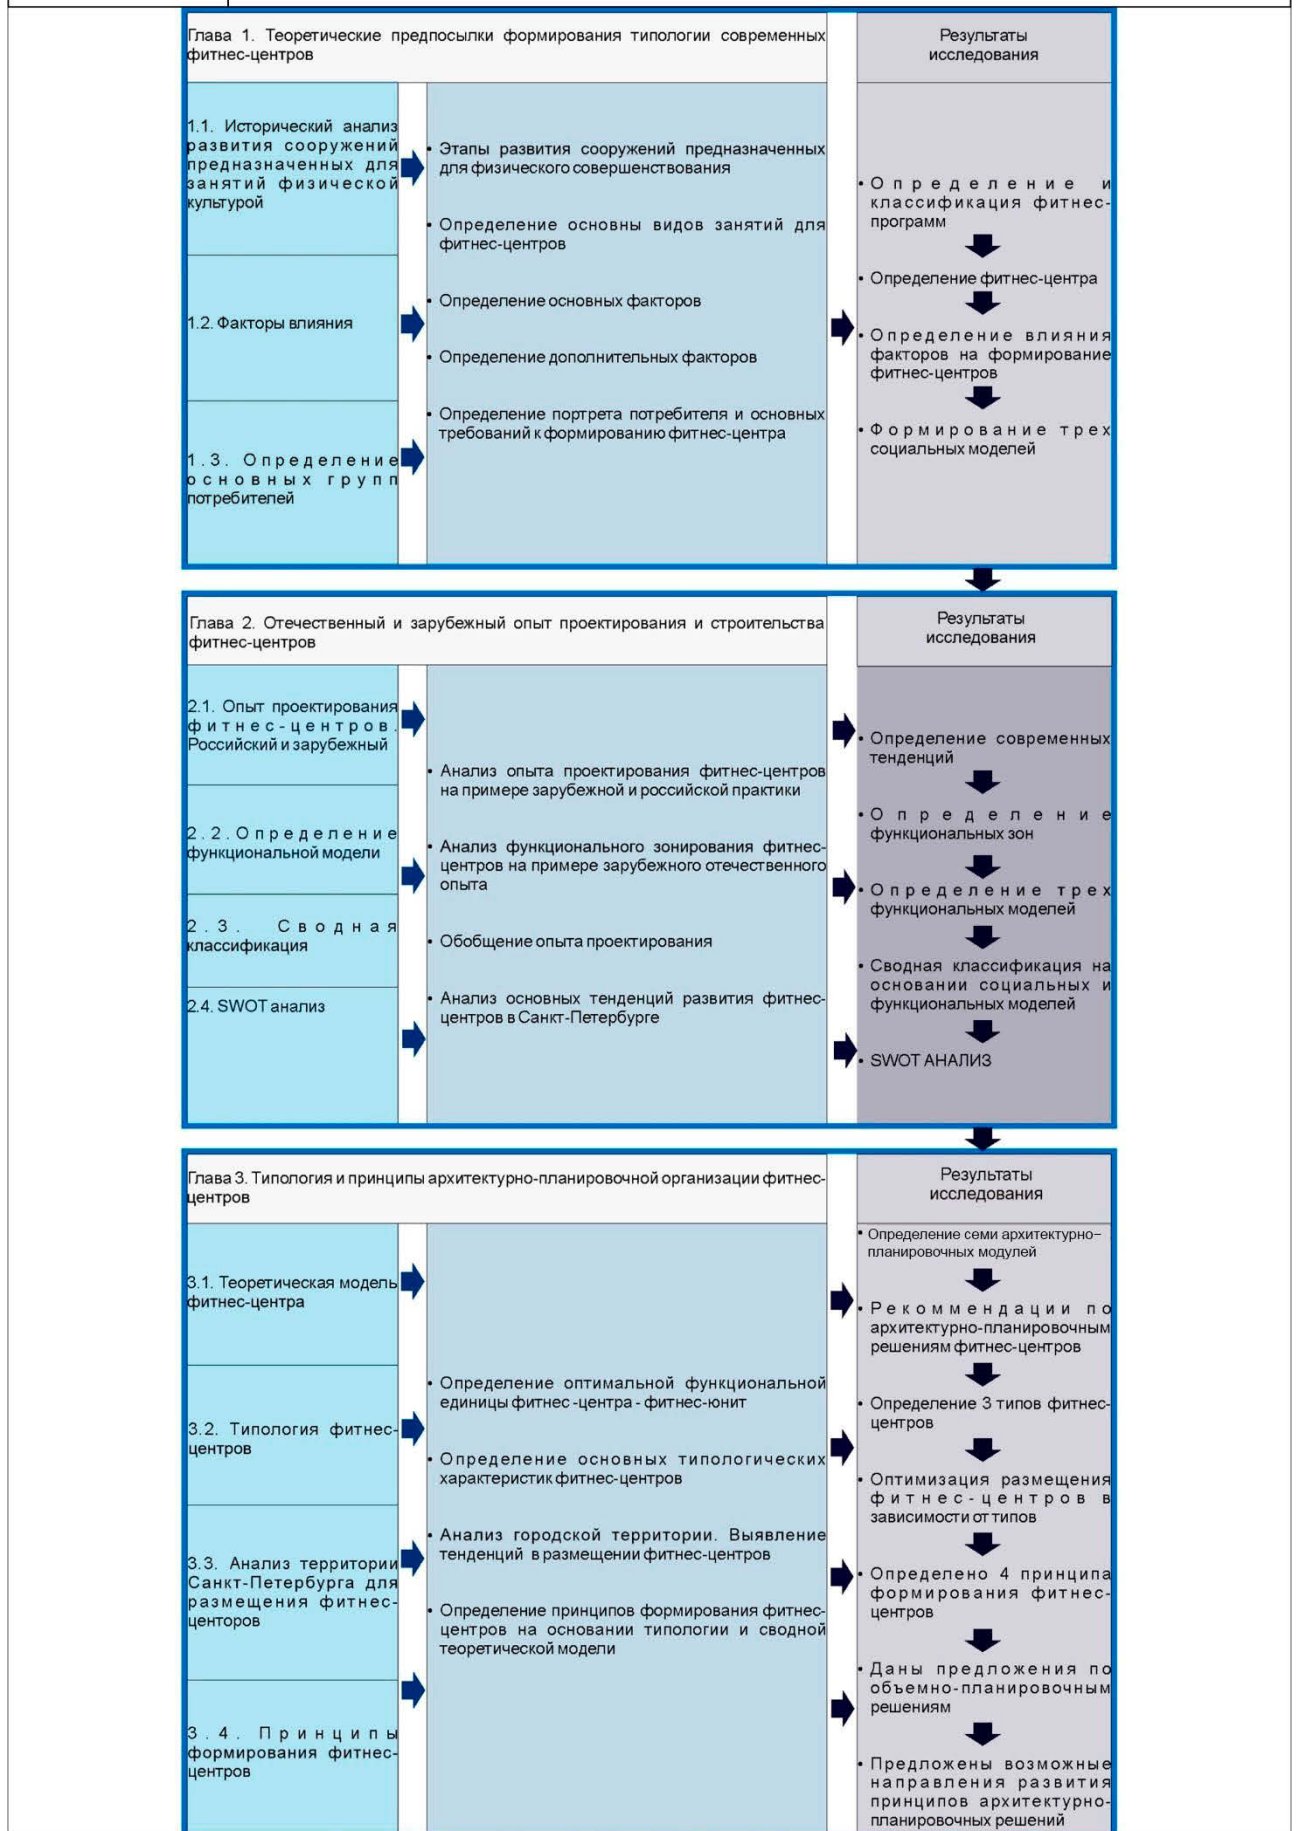 Глава 1. Теоретические предпосылки формирования типологии современных
фитнес-центров
Результаты
исследования
1.1. Исторический анализ
развития сооружений
предназначенных для
занятий физической
культурой
1.2. Факторы влияния
1.3. Определение
основных групп
потребителей
• Этапы развития сооружений предназначенных
для физического совершенствования
• Определение основны видов занятий для
фитнес-центров
• Определение основных факторов
• Определение дополнительных факторов
• Определение портрета потребителя и основных
требований к формированию фитнес-центра
• Определение и
классификация фитнес-
программ
• Определение фитнес-центра
• Определение влияния
факторов на формирование
фитнес-центров
• Формирование трех
социальных моделей
Глава 2. Отечественный и зарубежный опыт проектирования и строительства
фитнес-центров
Результаты
исследования
2.1. Опыт проектирования
фитнес-центров.
Российский и зарубежный
2.2. Определение
функциональной модели
2.3. Сводная
классификация
2.4. SWOT анализ
• Анализ опыта проектирования фитнес-центров
на примере зарубежной и российской практики
• Анализ функционального зонирования фитнес-
центров на примере зарубежного отечественного
опыта
• Обобщение опыта проектирования
• Анализ основных тенденций развития фитнес-
центров в Санкт-Петербурге
• Определение современных
тенденций
• Определение
функциональных зон
• Определение трех
функциональных моделей
• Сводная классификация на
основании социальных и
функциональных моделей
• SWOT АНАЛИЗ
Глава 3. Типология и принципы архитектурно-планировочной организации фитнес-
центров
Результаты
исследования
3.1. Теоретическая модель
фитнес-центра
3.2. Типология фитнес-
центров
3.3. Анализ территории
Санкт-Петербурга для
размещения фитнес-
центоров
3.4. Принципы
формирования фитнес-
центров
• Определение оптимальной функциональной
единицы фитнес -центра - фитнес-юнит
• Определение основных типологических
характеристик фитнес-центров
• Анализ городской территории. Выявление
тенденций в размещении фитнес-центров
• Определение принципов формирования фитнес-
центров на основании типологии и сводной
теоретической модели
• Определение семи архитектурно-
планировочных модулей
• Рекоммендации по
архитектурно-планировочным
решениям фитнес-центров
• Определение 3 типов фитнес-
центров
• Оптимизация размещения
фитнес-центров в
зависимости от типов
• Определено 4 принципа
формирования фитнес-
центров
• Даны предложения по
объемно-планировочным
решениям
• Предложены возможные
направления развития
принципов архитектурно-
планировочных решений